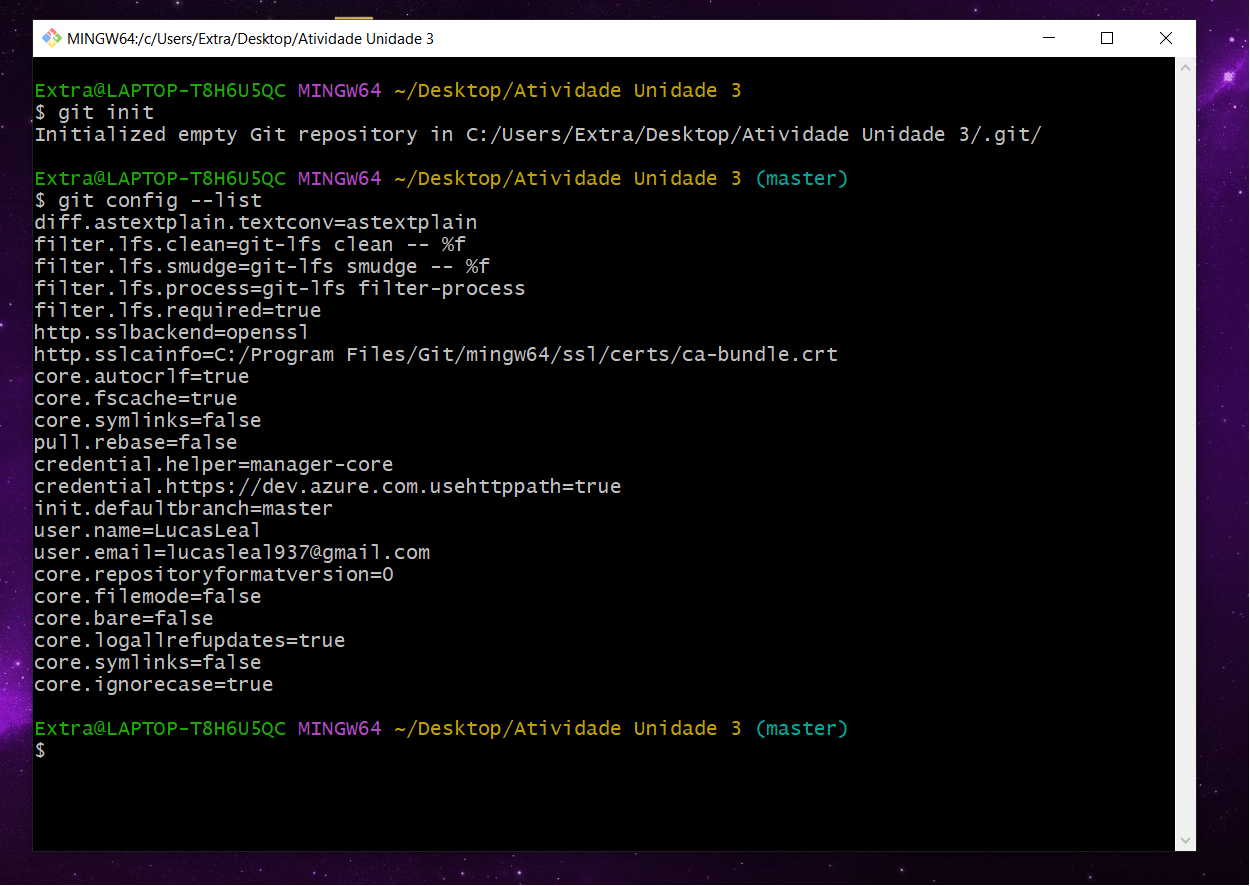 MINGW64:/c/Users/Extra/Desktop/Atividade Unidade 3
Extra@LAPTOP-T8H6U5QC MINGW64 ~/Desktop/Atividade Unidade 3
$ git init
Initialized empty Git repository in C:/Users/Extra/Desktop/Atividade Unidade 3/.git/
Extra@LAPTOP-T8H6U5QC MINGW64 ~/Desktop/Atividade Unidade 3 (master)
$ git config --list
diff.astextplain.textconv=astextplain
filter.lfs.clean=git-lfs clean -- %f
filter.lfs.smudge=git-lfs smudge -- %f
filter.lfs.process=git-lfs filter-process
filter.lfs.required=true
http.sslbackend=openssl
http.sslcainfo=C:/Program Files/Git/mingw64/ssl/certs/ca-bundle.crt
core.autocrlf=true
core.fscache=true
core.symlinks=false
pull.rebase=false
credential.helper=manager-core
credential.https://dev.azure.com.usehttppath=true
init.defaultbranch=master
user.name=LucasLeal
user.email=lucasleal937@gmail.com
core.repositoryformatversion=0
core.filemode=false
core.bare=false
core.logallrefupdates=true
core.symlinks=false
core.ignorecase=true
Extra@LAPTOP-T8H6U5QC MINGW64 ~/Desktop/Atividade Unidade 3 (master)
$